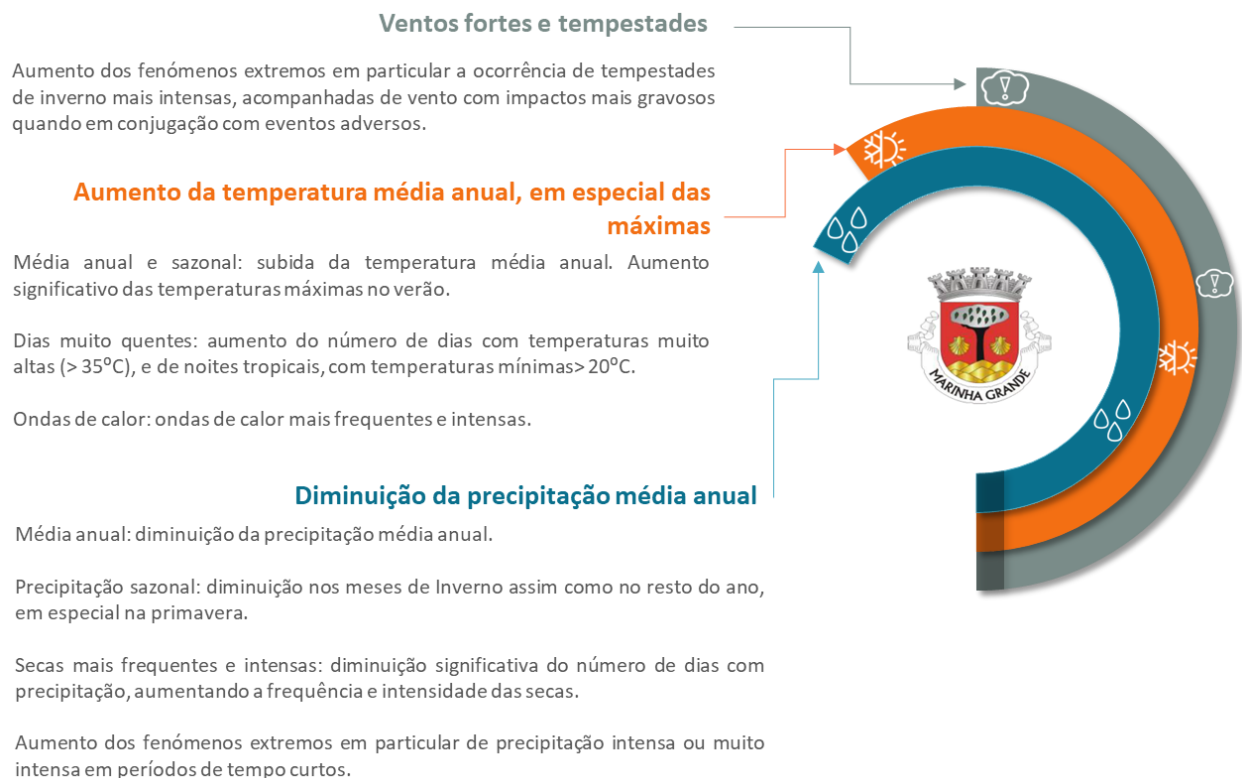 Ventos fortes e tempestades
Aumento dos fenómenos extremos em particular a ocorrência de tempestades
de inverno mais intensas, acompanhadas de vento com impactos mais gravosos
quando em conjugação com eventos adversos.
Aumento da temperatura média anual, em especial das
máximas
Média anual e sazonal: subida da temperatura média anual. Aumento
significativo das temperaturas máximas no verão.
Dias muito quentes: aumento do número de dias com temperaturas muito
altas (> 35ºC), e de noites tropicais, com temperaturas mínimas> 20ºC.
Ondas de calor: ondas de calor mais frequentes e intensas.
Diminuição da precipitação média anual
Média anual: diminuição da precipitação média anual.
Precipitação sazonal: diminuição nos meses de Inverno assim como no resto do ano,
em especial na primavera.
Secas mais frequentes e intensas: diminuição significativa do número de dias com
precipitação, aumentando a frequência e intensidade das secas.
Aumento dos fenómenos extremos em particular de precipitação intensa ou muito
intensa em períodos de tempo curtos.
MARINHA GRANDE